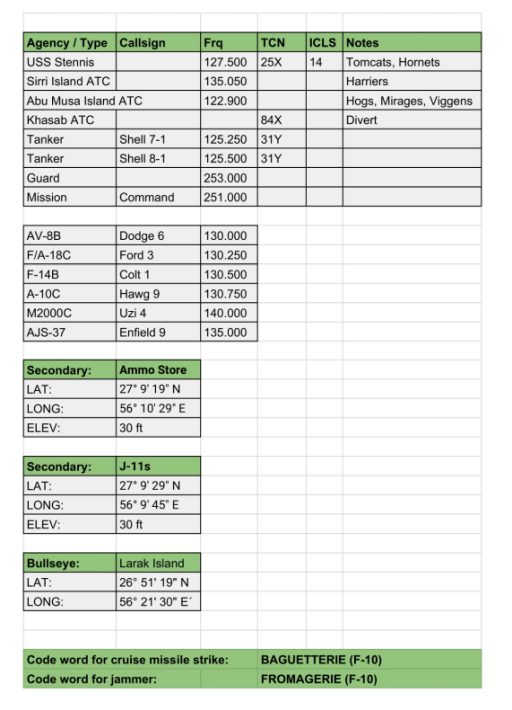 Agency / Type Callsign Frq TCN ICLS Notes
USS Stennis 127.500 25X 14 Tomcats, Hornets
Sirri Island ATC 135.050 Harriers
Abu Musa Island ATC 122.900 Hogs, Mirages, Viggens
Khasab ATC 84X Divert
Tanker Shell 7-1 125.250 31Y
Tanker Shell 8-1 125.500 31Y
Guard 253.000
Mission Command 251.000
AV-8B Dodge 6 130.000
F/A-18C Ford 3 130.250
F-14B Colt 1 130.500
A-10C Hawg 9 130.750
M2000C Uzi 4 140.000
AJS-37 Enfield 9 135.000
Secondary: Ammo Store
LAT: 27° 9' 19" N
LONG: 56° 10' 29" E
ELEV: 30 ft
Secondary: J-11s
LAT: 27° 9' 29" N
LONG: 56° 9' 45" E
ELEV: 30 ft
Bullseye: Larak Island
LAT: 26° 51' 19" N
LONG: 56° 21' 30" E´
Code word for cruise missile strike: BAGUETTERIE (F-10)
Code word for jammer: FROMAGERIE (F-10)